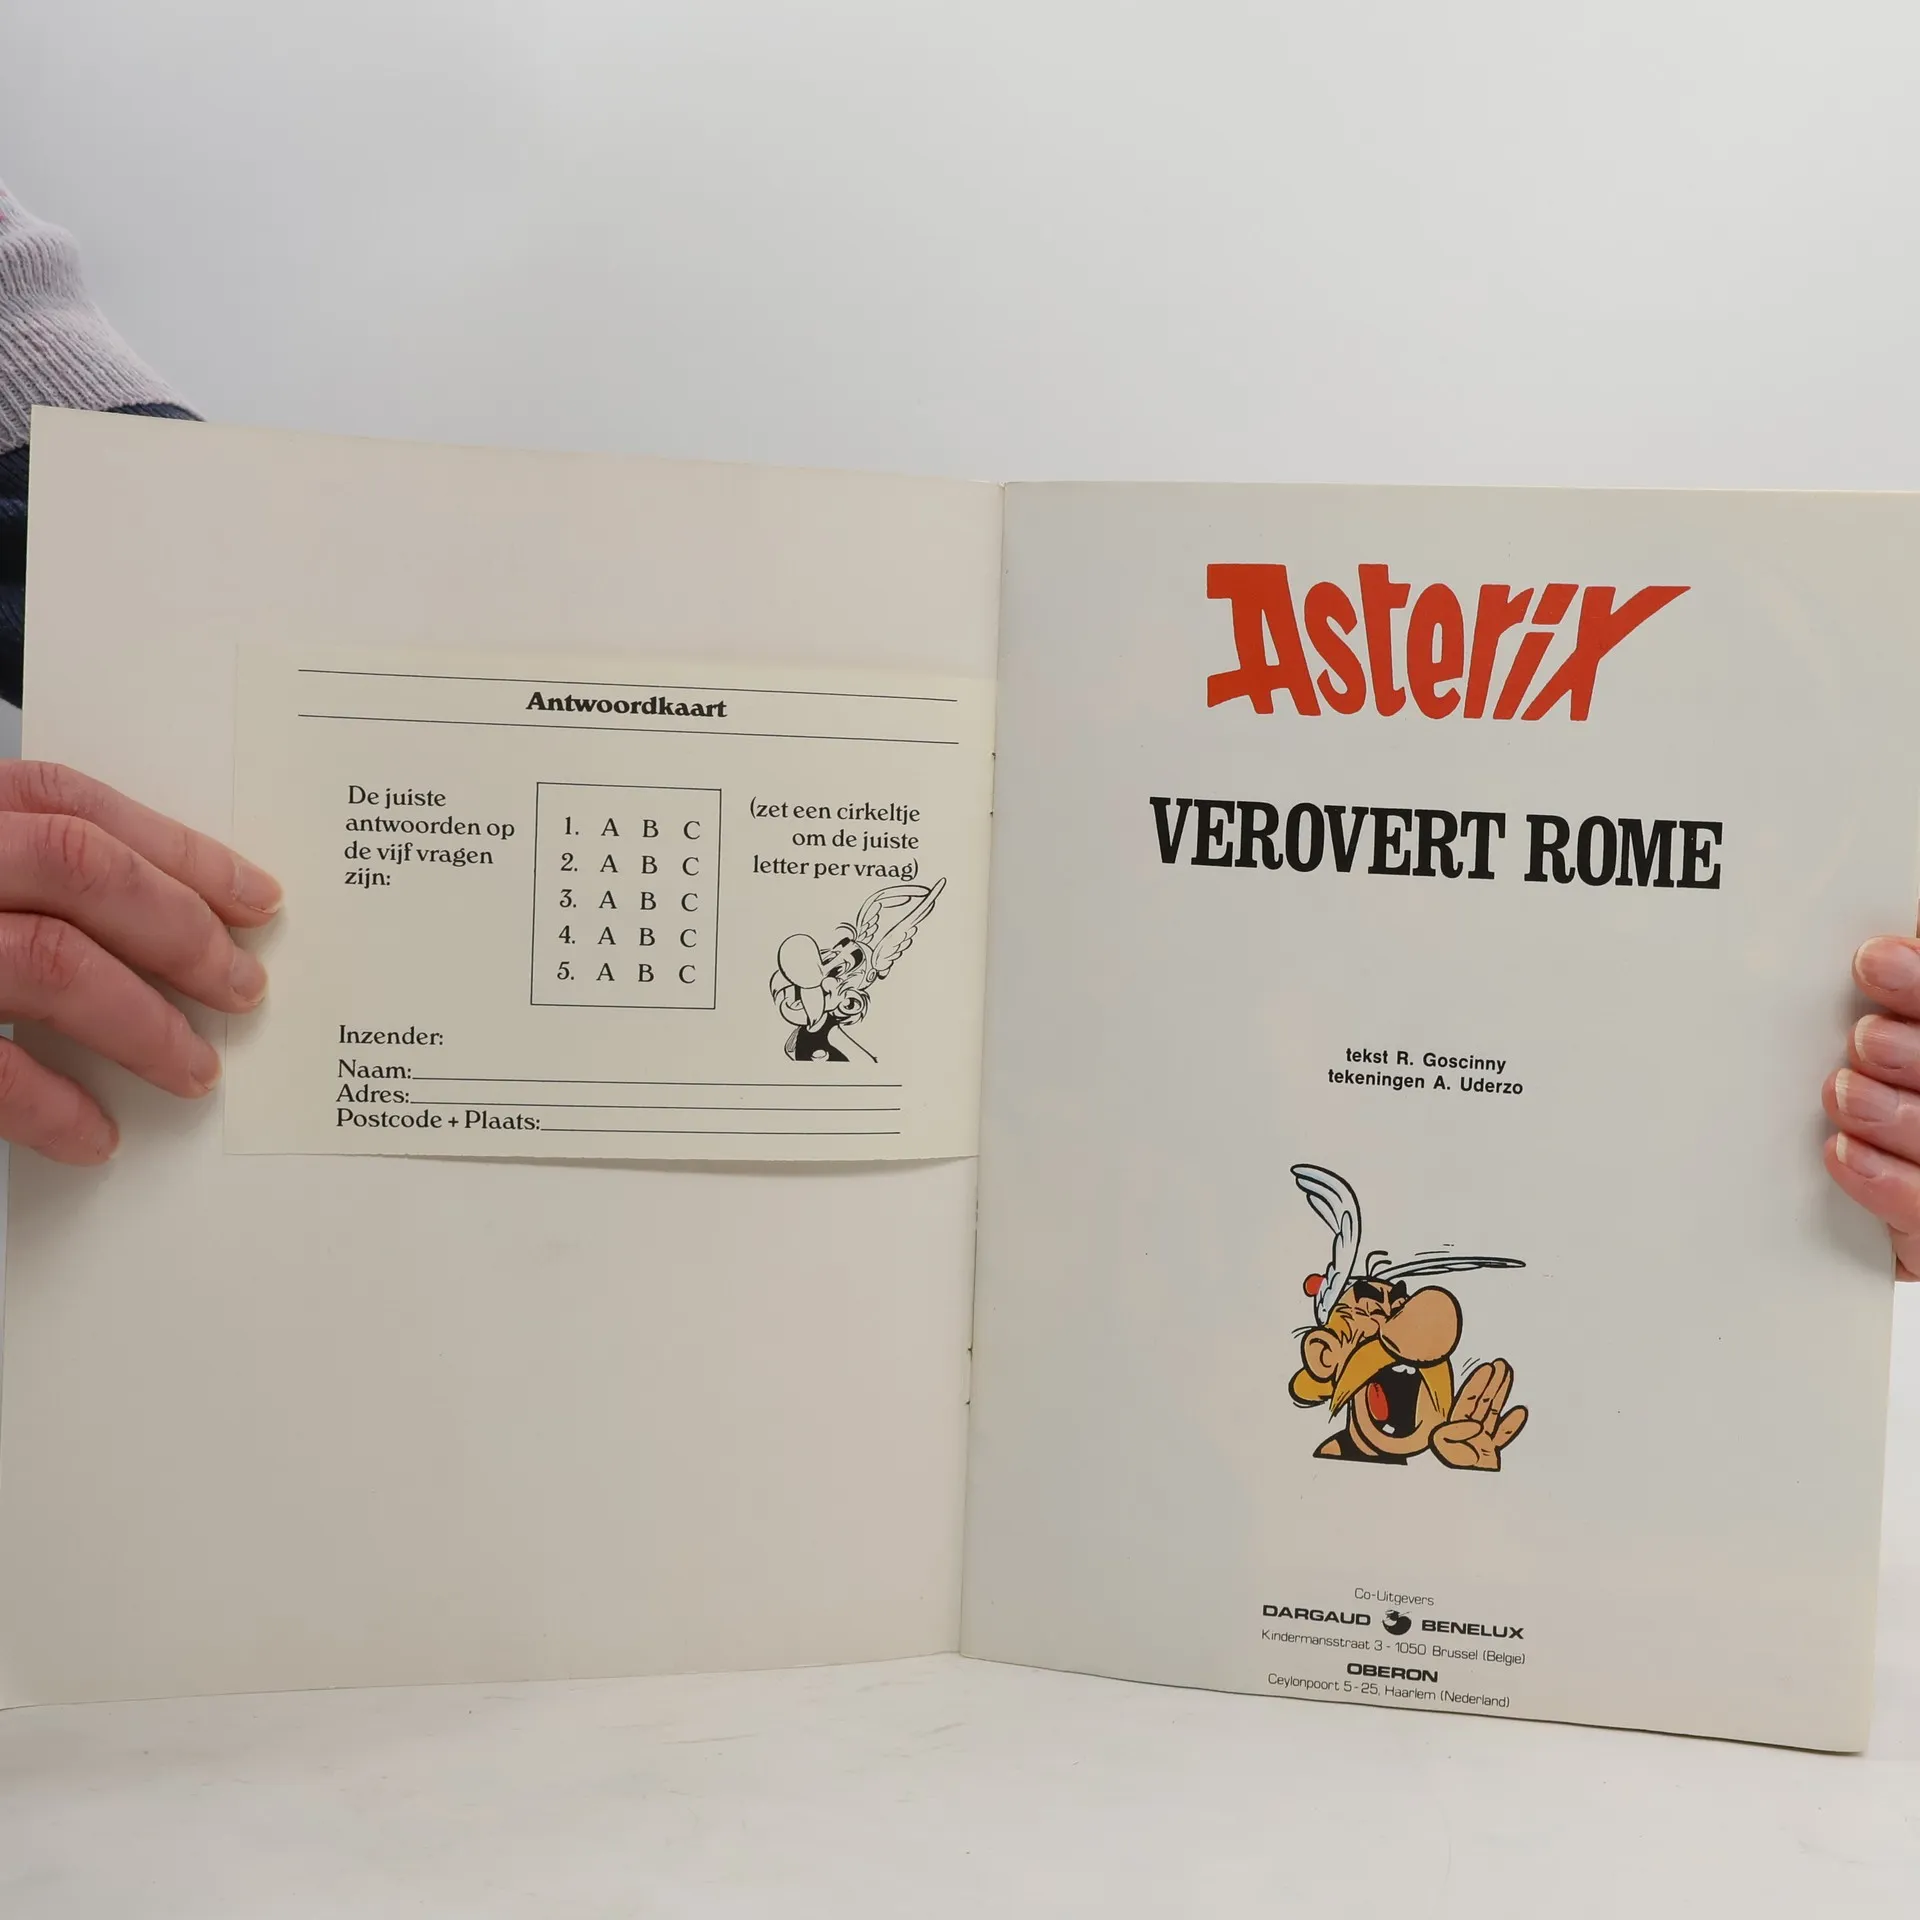 Antwoordkaart
De juiste
antwoorden op
de vijf vragen
zijn:
1. A B C
2. A B C
3. A B C
4. A B C
5. A B C
(zet een cirkeltje
om de juiste
letter per vraag)
Inzender:
Naam:
Adres:
Postcode + Plaats:
Asterix
VEROVERT ROME
tekst R. Goscinny
tekeningen A. Uderzo
Co-Uitgevers
DARGAUD BENELUX
Kindermansstraat 3 - 1050 Brussel (Belgie)
OBERON
Ceylonpoort 5-25, Haarlem (Nederland)